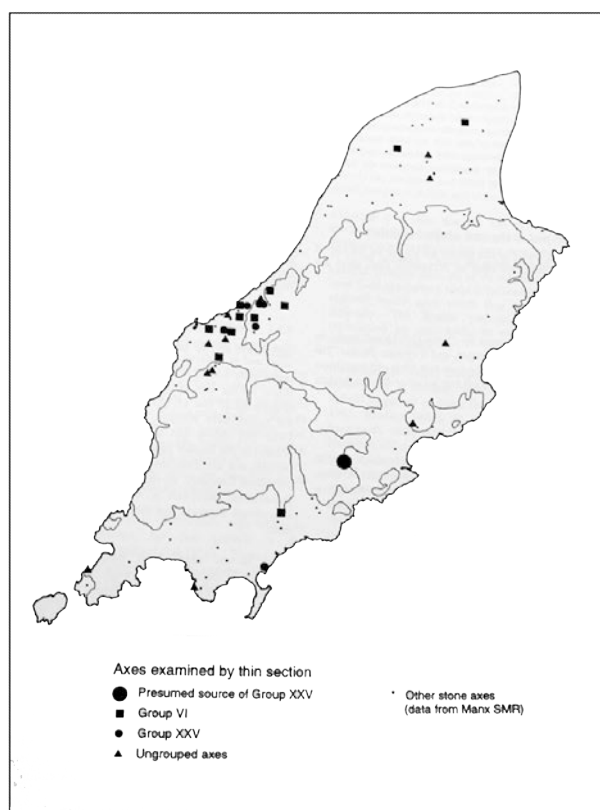 Axes examined by thin section
Presumed source of Group XXV
Group VI
Group XXV
Ungrouped axes
Other stone axes
(data from Manx SMR)